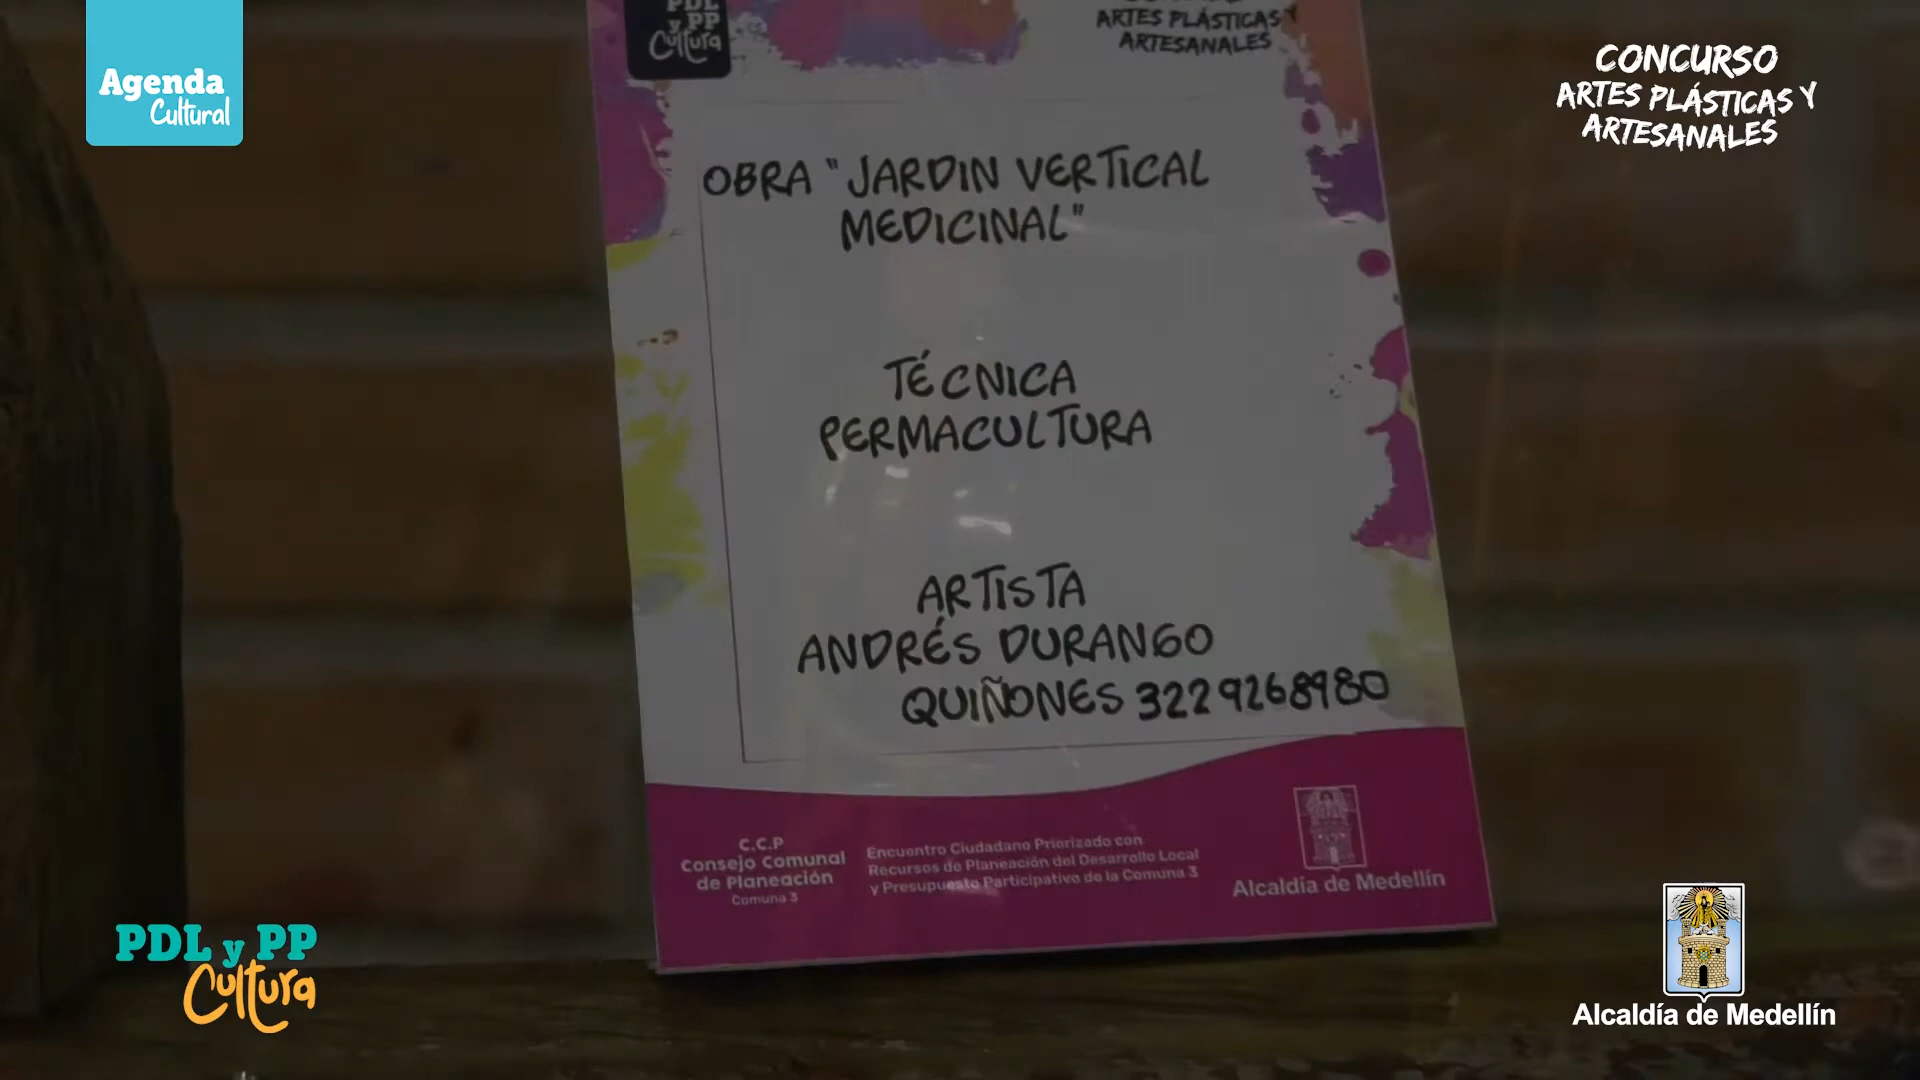 Agenda
Cultural
CONCURSO
ARTES PLÁSTICAS Y
ARTESANALES
PDL
y PP
Cultura
ARTES PLÁSTICAS Y
ARTESANALES
OBRA "JARDIN VERTICAL
MEDICINAL"
TÉCNICA
PERMACULTURA
ARTISTA
ANDRÉS DURANGO
QUIÑONES 3229268980
C.C.P
Consejo Comunal
de Planeación
Comuna 3
Encuentro Ciudadano Priorizado con
Recursos de Planeación del Desarrollo Local
y Presupuesto Participativo de la Comuna 3
Alcaldía de Medellín
PDL y PP
Cultura
Alcaldía de Medellín